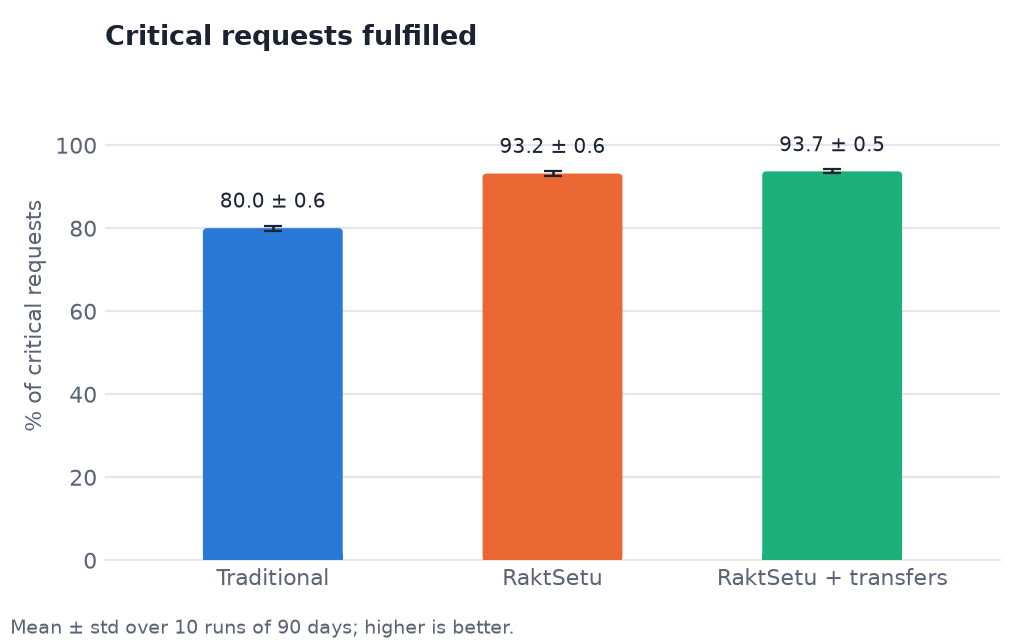 Critical requests fulfilled
% of critical requests
100
80
60
40
20
0
80.0 ± 0.6
93.2 ± 0.6
93.7 ± 0.5
Traditional
RaktSetu
RaktSetu + transfers
Mean ± std over 10 runs of 90 days; higher is better.